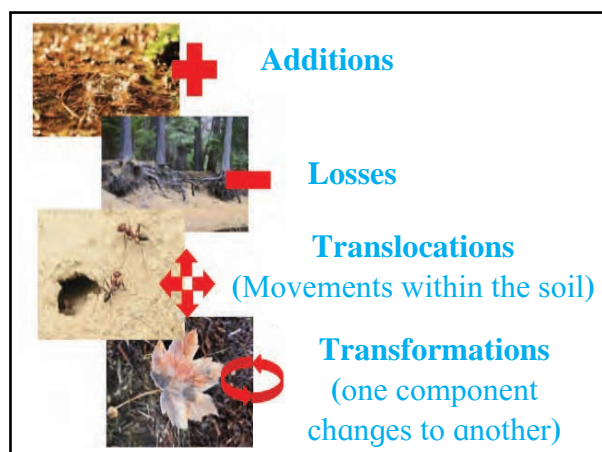 Additions
Losses
Translocations
(Movements within the soil)
Transformations
(one component
changes to another)